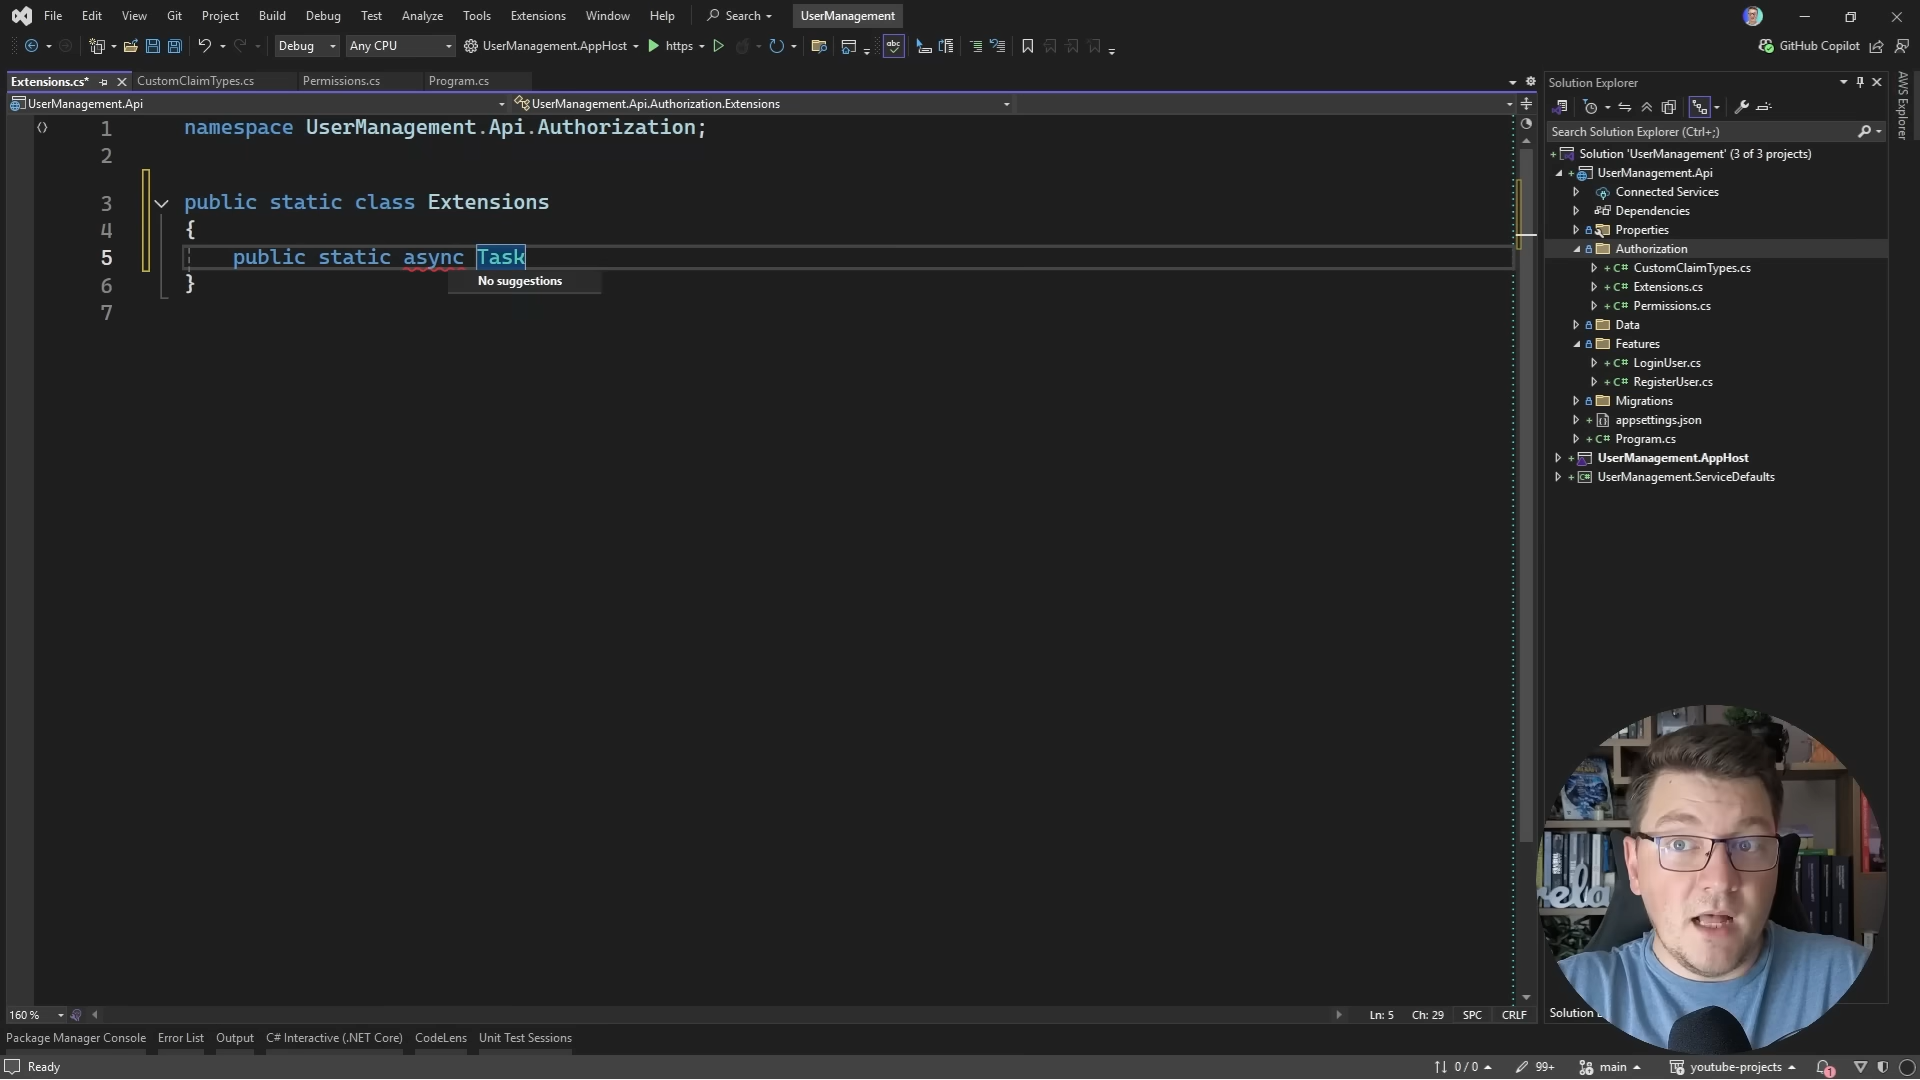 File Edit View Git Project Build Debug Test Analyze Tools Extensions Window Help Search UserManagement
Debug Any CPU UserManagement.AppHost https abc GitHub Copilot
Extensions.cs* CustomClaimTypes.cs Permissions.cs Program.cs
UserManagement.Api UserManagement.Api.Authorization.Extensions
1 namespace UserManagement.Api.Authorization;
2
3 public static class Extensions
4 {
5 public static async Task
No suggestions
6 }
7
Solution Explorer
Search Solution Explorer (Ctrl+;)
Solution 'UserManagement' (3 of 3 projects)
UserManagement.Api
Connected Services
Dependencies
Properties
Authorization
C# CustomClaimTypes.cs
C# Extensions.cs
C# Permissions.cs
Data
Features
C# LoginUser.cs
C# RegisterUser.cs
Migrations
appsettings.json
C# Program.cs
UserManagement.AppHost
C# UserManagement.ServiceDefaults
AWS Explorer
160 % Ln: 5 Ch: 29 SPC CRLF
Solution
Package Manager Console Error List Output C# Interactive (.NET Core) CodeLens Unit Test Sessions
Ready 0 / 0 99+ main youtube-projects 1